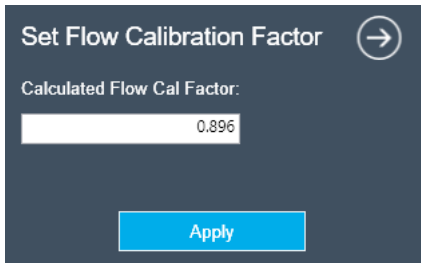 Set Flow Calibration Factor
Calculated Flow Cal Factor:
0.896
Apply